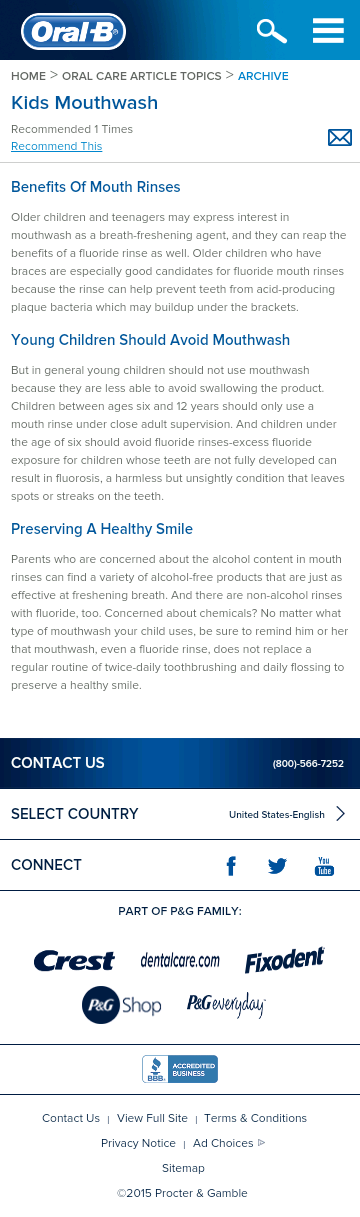 Oral-B®
HOME > ORAL CARE ARTICLE TOPICS > ARCHIVE
Kids Mouthwash
Recommended 1 Times
Recommend This
Benefits Of Mouth Rinses
Older children and teenagers may express interest in
mouthwash as a breath-freshening agent, and they can reap the
benefits of a fluoride rinse as well. Older children who have
braces are especially good candidates for fluoride mouth rinses
because the rinse can help prevent teeth from acid-producing
plaque bacteria which may buildup under the brackets.
Young Children Should Avoid Mouthwash
But in general young children should not use mouthwash
because they are less able to avoid swallowing the product.
Children between ages six and 12 years should only use a
mouth rinse under close adult supervision. And children under
the age of six should avoid fluoride rinses-excess fluoride
exposure for children whose teeth are not fully developed can
result in fluorosis, a harmless but unsightly condition that leaves
spots or streaks on the teeth.
Preserving A Healthy Smile
Parents who are concerned about the alcohol content in mouth
rinses can find a variety of alcohol-free products that are just as
effective at freshening breath. And there are non-alcohol rinses
with fluoride, too. Concerned about chemicals? No matter what
type of mouthwash your child uses, be sure to remind him or her
that mouthwash, even a fluoride rinse, does not replace a
regular routine of twice-daily toothbrushing and daily flossing to
preserve a healthy smile.
CONTACT US (800)-566-7252
SELECT COUNTRY United States-English
CONNECT You Tube
PART OF P&G FAMILY:
Crest dentalcare.com Fixodent
P&G Shop P&G everyday
BBB. ACCREDITED BUSINESS
Contact Us | View Full Site | Terms & Conditions
Privacy Notice | Ad Choices
Sitemap
©2015 Procter & Gamble